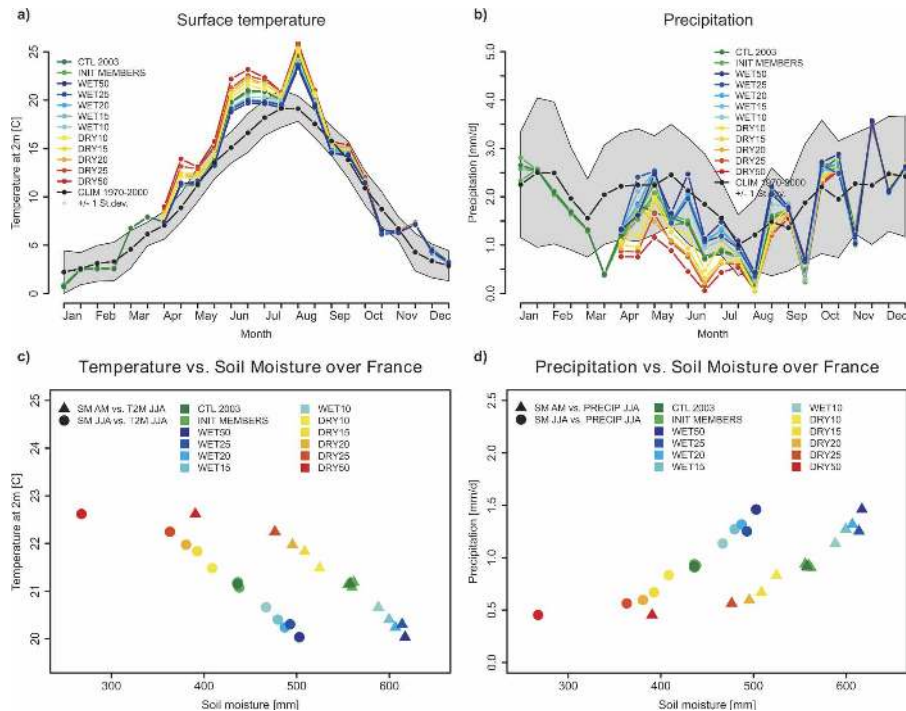 a) Surface temperature
Temperature at 2m [C]
0 5 10 15 20 25
CTL 2003
INIT MEMBERS
WET50
WET25
WET20
WET15
WET10
DRY10
DRY15
DRY20
DRY25
DRY50
CLIM 1970-2000
+/- 1 St.dev.
Jan Feb Mar Apr May Jun Jul Aug Sep Oct Nov Dec
Month
b) Precipitation
Precipitation [mm/d]
0.0 1.0 2.0 3.0 4.0 5.0
CTL 2003
INIT MEMBERS
WET50
WET25
WET20
WET15
WET10
DRY10
DRY15
DRY20
DRY25
DRY50
CLIM 1970-2000
+/- 1 St.dev.
Jan Feb Mar Apr May Jun Jul Aug Sep Oct Nov Dec
Month
c) Temperature vs. Soil Moisture over France
Temperature at 2m [C]
20 21 22 23 24 25
SM AM vs. T2M JJA
SM JJA vs. T2M JJA
CTL 2003
INIT MEMBERS
WET50
WET25
WET20
WET15
WET10
DRY10
DRY15
DRY20
DRY25
DRY50
300 400 500 600
Soil moisture [mm]
d) Precipitation vs. Soil Moisture over France
Precipitation [mm/d]
0.0 0.5 1.0 1.5 2.0 2.5
SM AM vs. PRECIP JJA
SM JJA vs. PRECIP JJA
CTL 2003
INIT MEMBERS
WET50
WET25
WET20
WET15
WET10
DRY10
DRY15
DRY20
DRY25
DRY50
300 400 500 600
Soil moisture [mm]